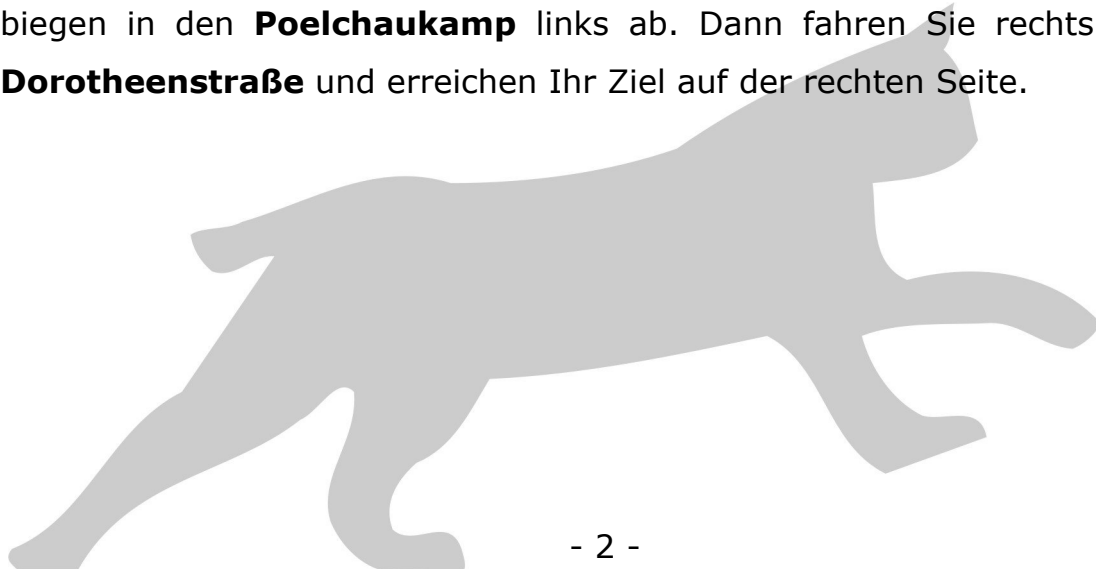 biegen in den Poelchaukamp links ab. Dann fahren Sie rechts
Dorotheenstraße und erreichen Ihr Ziel auf der rechten Seite.
- 2 -